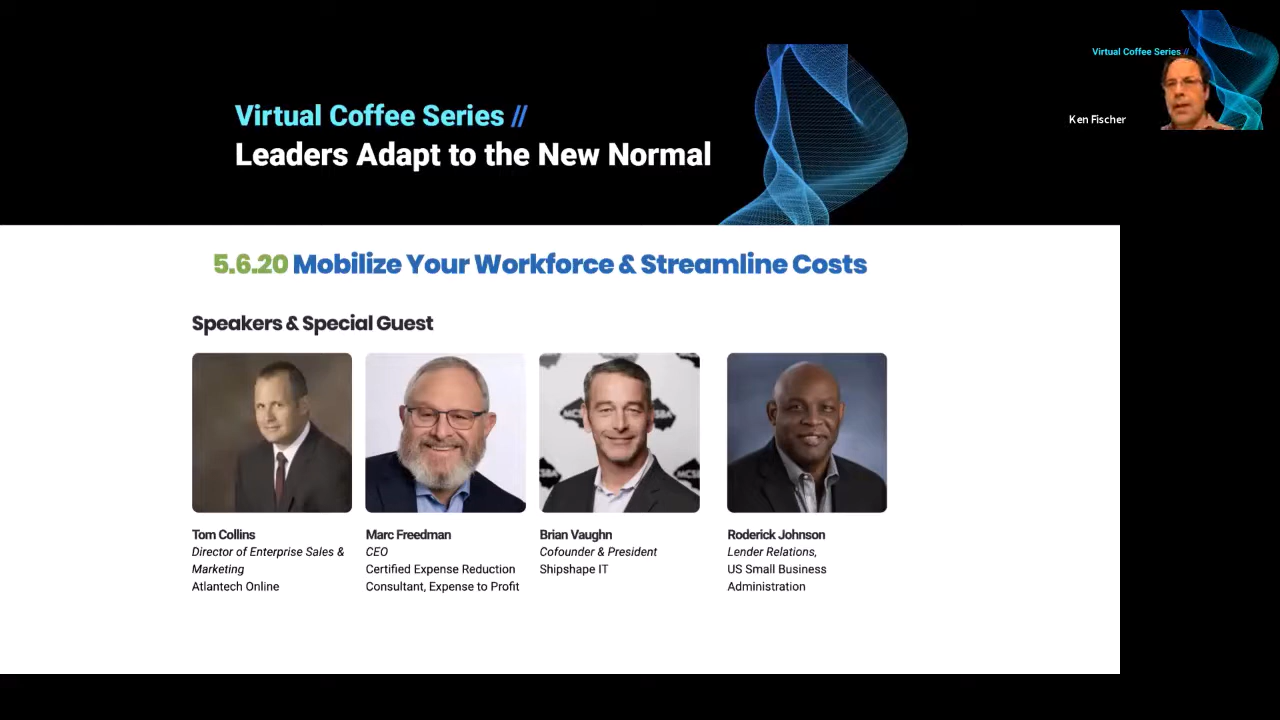 Virtual Coffee Series //
Leaders Adapt to the New Normal
Virtual Coffee Series //
Ken Fischer
5.6.20 Mobilize Your Workforce & Streamline Costs
Speakers & Special Guest
Tom Collins
Director of Enterprise Sales &
Marketing
Atlantech Online
Marc Freedman
CEO
Certified Expense Reduction
Consultant, Expense to Profit
Brian Vaughn
Cofounder & President
Shipshape IT
Roderick Johnson
Lender Relations,
US Small Business
Administration